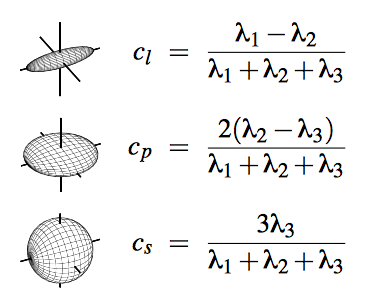 c_l = (λ₁ − λ₂) / (λ₁ + λ₂ + λ₃)
c_p = 2(λ₂ − λ₃) / (λ₁ + λ₂ + λ₃)
c_s = 3λ₃ / (λ₁ + λ₂ + λ₃)